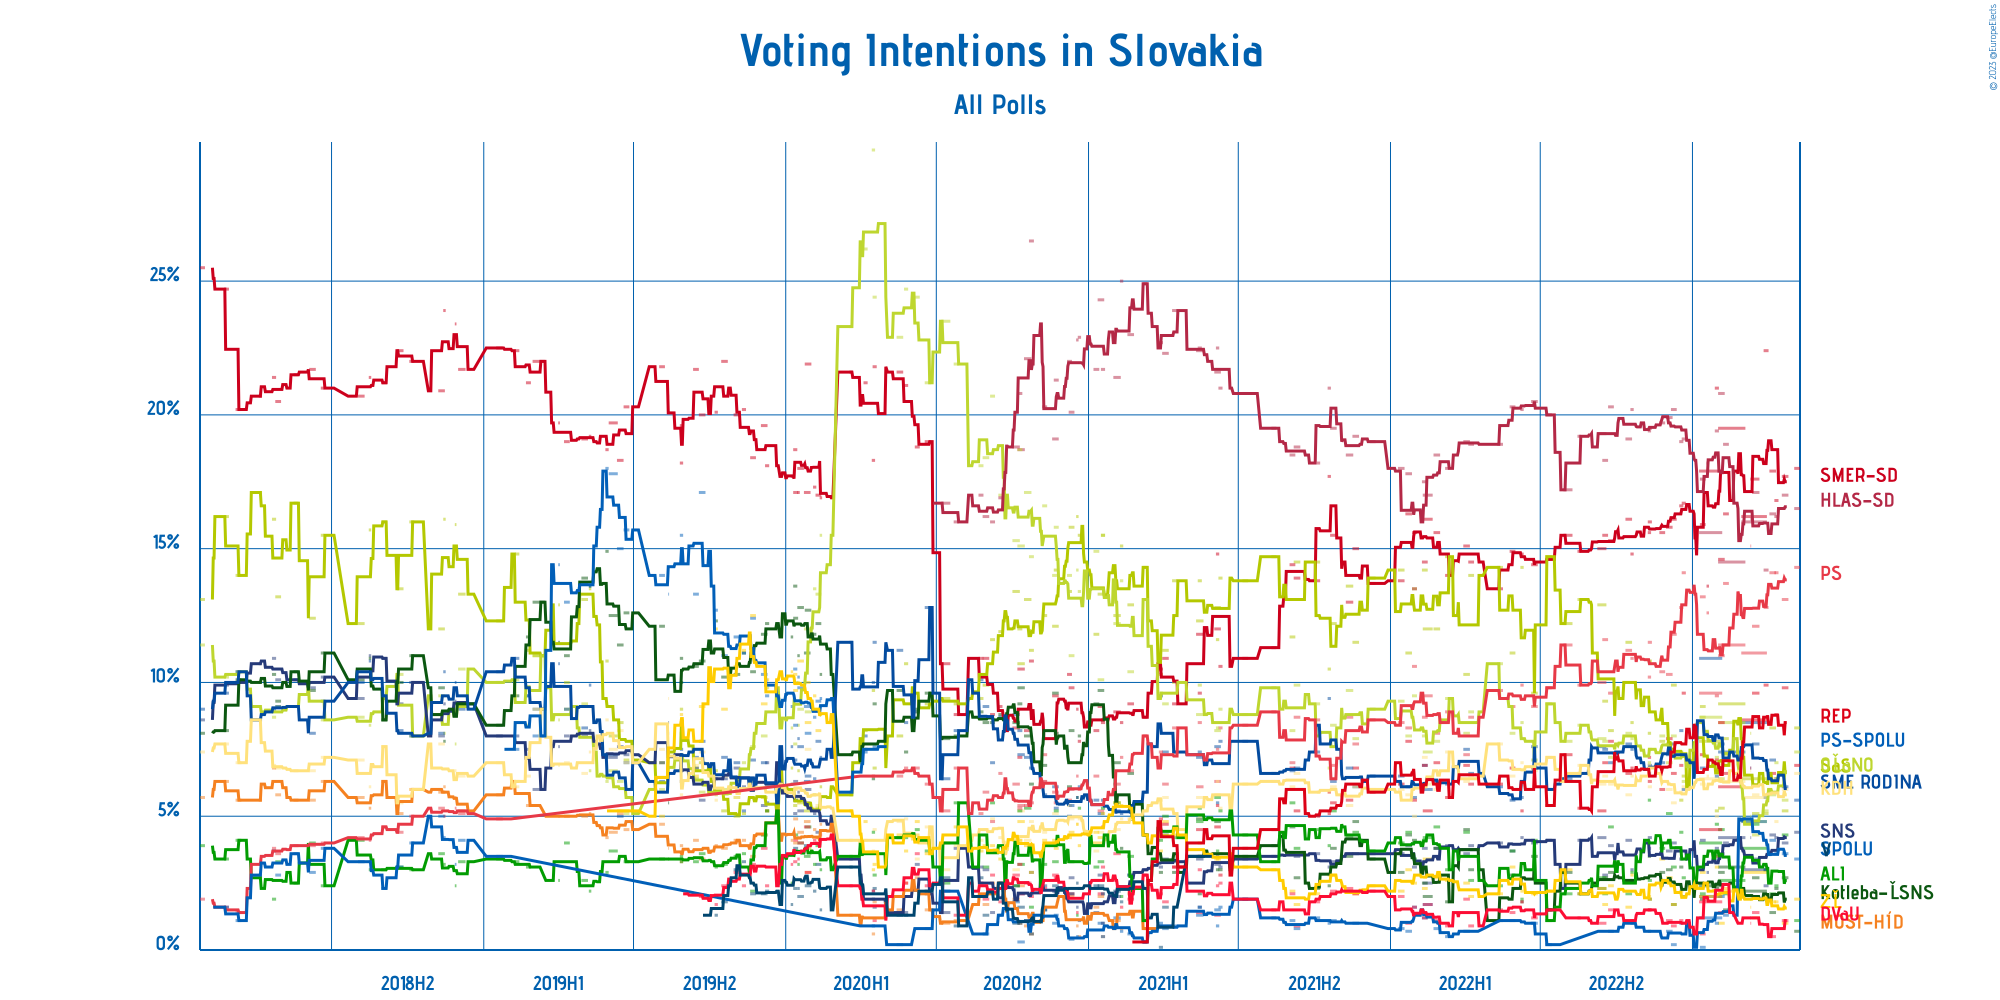 Voting Intentions in Slovakia
All Polls
© 2023 @EuropeElects
25%
20%
15%
10%
5%
0%
2018H2
2019H1
2019H2
2020H1
2020H2
2021H1
2021H2
2022H1
2022H2
SMER-SD
HLAS-SD
PS
REP
PS-SPOLU
OĽaNO
SME RODINA
KDH
SNS
SPOLU
ALI
Kotleba-ĽSNS
DVaU
MOST-HÍD